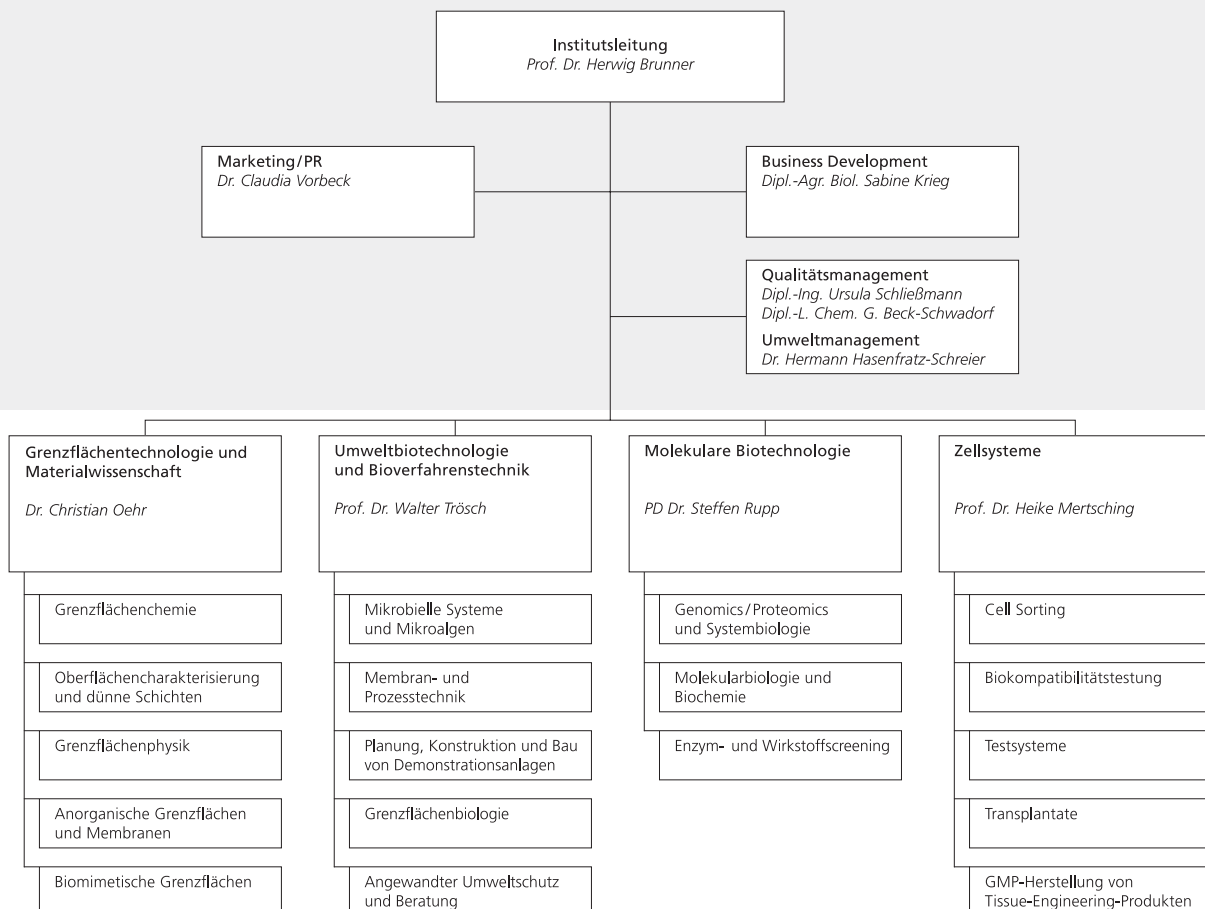 Institutsleitung
Prof. Dr. Herwig Brunner
Marketing/PR
Dr. Claudia Vorbeck
Business Development
Dipl.-Agr. Biol. Sabine Krieg
Qualitätsmanagement
Dipl.-Ing. Ursula Schließmann
Dipl.-L. Chem. G. Beck-Schwadorf
Umweltmanagement
Dr. Hermann Hasenfratz-Schreier
Grenzflächentechnologie und
Materialwissenschaft
Dr. Christian Oehr
Grenzflächenchemie
Oberflächencharakterisierung
und dünne Schichten
Grenzflächenphysik
Anorganische Grenzflächen
und Membranen
Biomimetische Grenzflächen
Umweltbiotechnologie
und Bioverfahrenstechnik
Prof. Dr. Walter Trösch
Mikrobielle Systeme
und Mikroalgen
Membran- und
Prozesstechnik
Planung, Konstruktion und Bau
von Demonstrationsanlagen
Grenzflächenbiologie
Angewandter Umweltschutz
und Beratung
Molekulare Biotechnologie
PD Dr. Steffen Rupp
Genomics/Proteomics
und Systembiologie
Molekularbiologie und
Biochemie
Enzym- und Wirkstoffscreening
Zellsysteme
Prof. Dr. Heike Mertsching
Cell Sorting
Biokompatibilitätstestung
Testsysteme
Transplantate
GMP-Herstellung von
Tissue-Engineering-Produkten